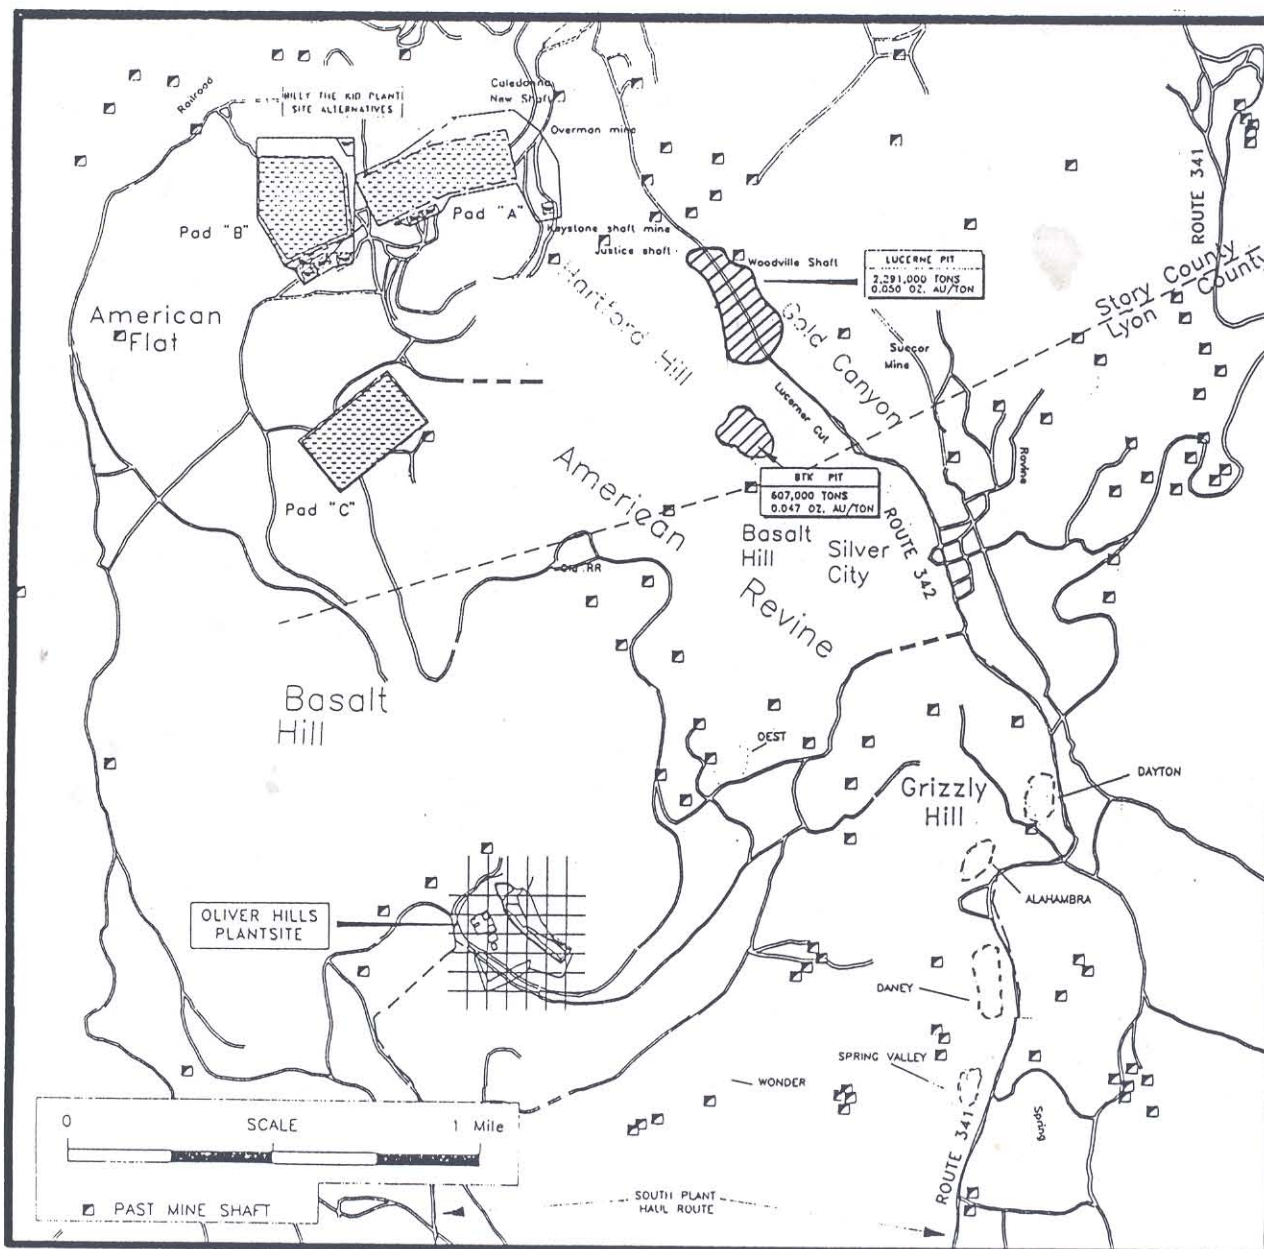 Railroad
BILLY THE KID PLANT
SITE ALTERNATIVES
Caledonna
New Shaft
Overman mine
ROUTE 341
Pad "A"
Pad "B"
Keystone shaft mine
Justice shaft
Woodville Shaft
LUCERNE PIT
2,291,000 TONS
0.050 OZ. AU/TON
Story County
Lyon County
American
Flat
Hartford Hill
Gold Canyon
Succor
Mine
Lucerner Cut
Ravine
BTK PIT
607,000 TONS
0.047 OZ. AU/TON
Pad "C"
American
Revine
Basalt
Hill
Silver
City
ROUTE 342
Old RR
Basalt
Hill
OEST
DAYTON
Grizzly
Hill
ALAHAMBRA
OLIVER HILLS
PLANTSITE
DANEY
SPRING VALLEY
WONDER
Spring
ROUTE 341
0 SCALE 1 Mile
PAST MINE SHAFT
SOUTH PLANT
HAUL ROUTE